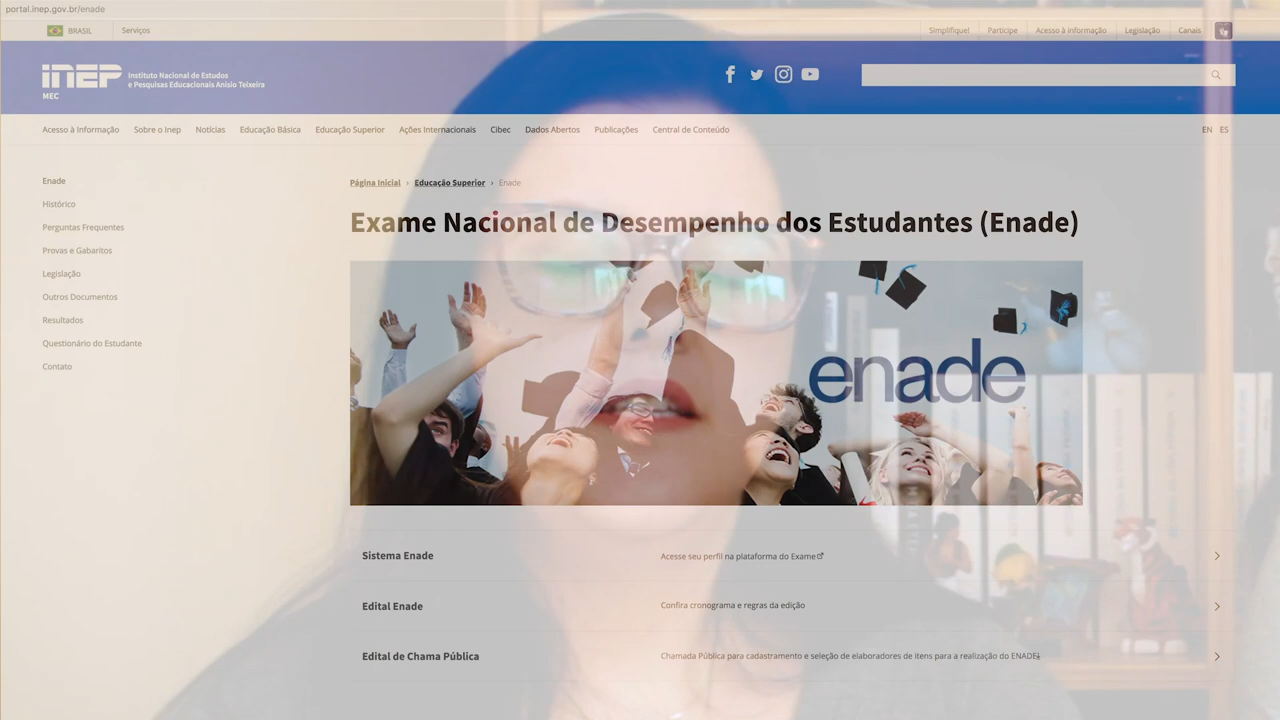 portal.inep.gov.br/enade
BRASIL Serviços Simplifique! Participe Acesso à informação Legislação Canais
inep Instituto Nacional de Estudos
e Pesquisas Educacionais Anísio Teixeira
MEC
Acesso à Informação Sobre o Inep Notícias Educação Básica Educação Superior Ações Internacionais Cibec Dados Abertos Publicações Central de Conteúdo EN ES
Enade
Histórico
Perguntas Frequentes
Provas e Gabaritos
Legislação
Outros Documentos
Resultados
Questionário do Estudante
Contato
Página Inicial › Educação Superior › Enade
Exame Nacional de Desempenho dos Estudantes (Enade)
enade
Sistema Enade Acesse seu perfil na plataforma do Exame
Edital Enade Confira cronograma e regras da edição
Edital de Chama Pública Chamada Pública para cadastramento e seleção de elaboradores de itens para a realização do ENADE